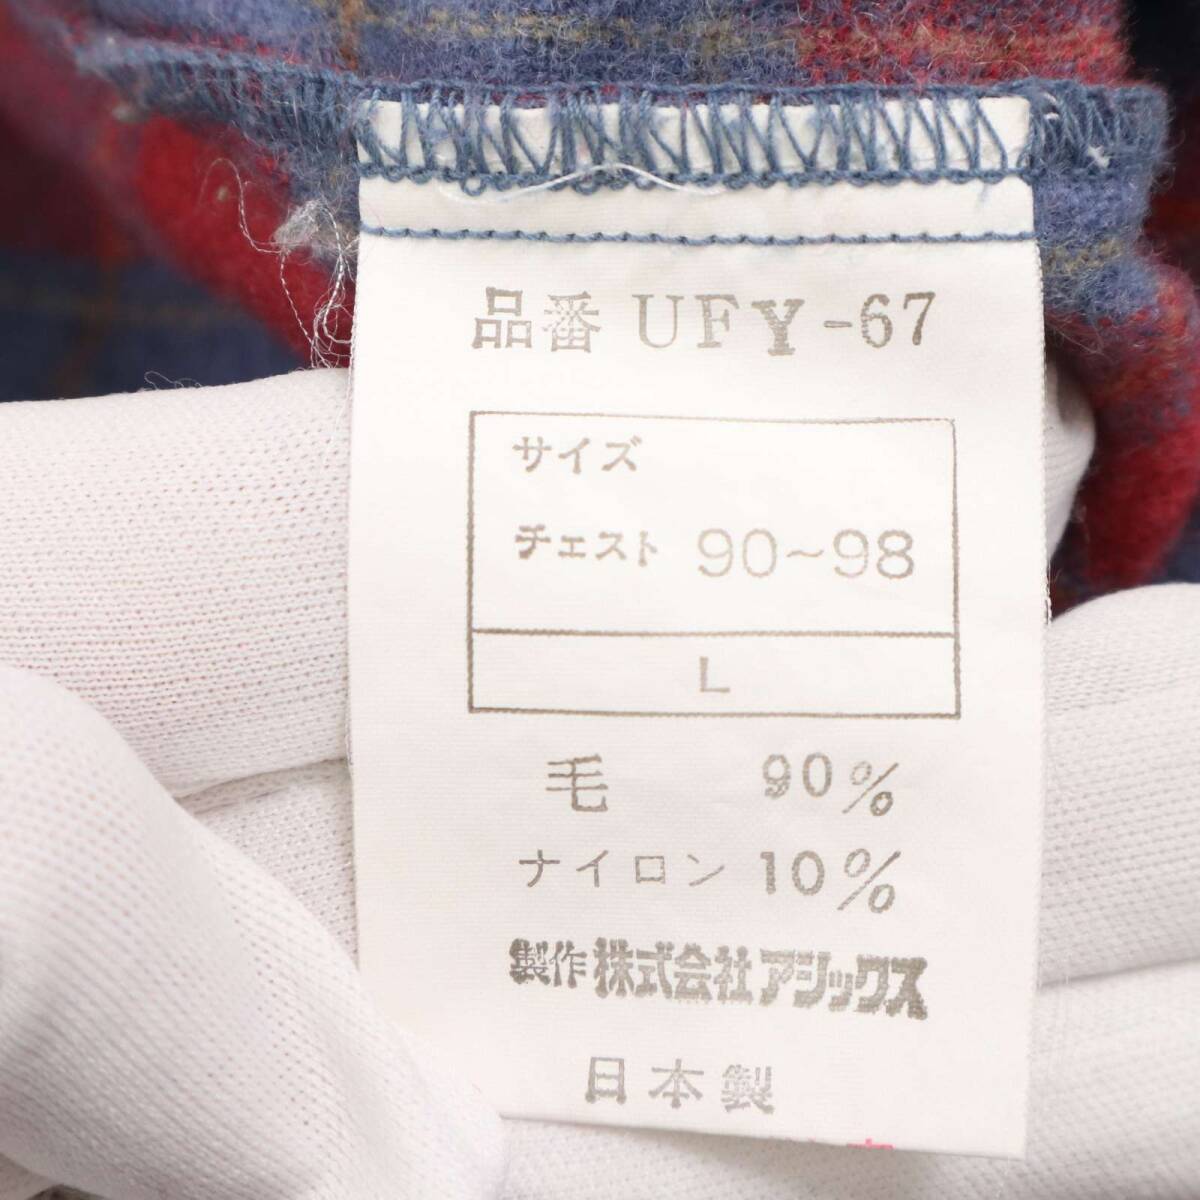 品番 UFY-67
サイズ
チェスト 90~98
L
毛 90%
ナイロン 10%
製作 株式会社アシックス
日本製